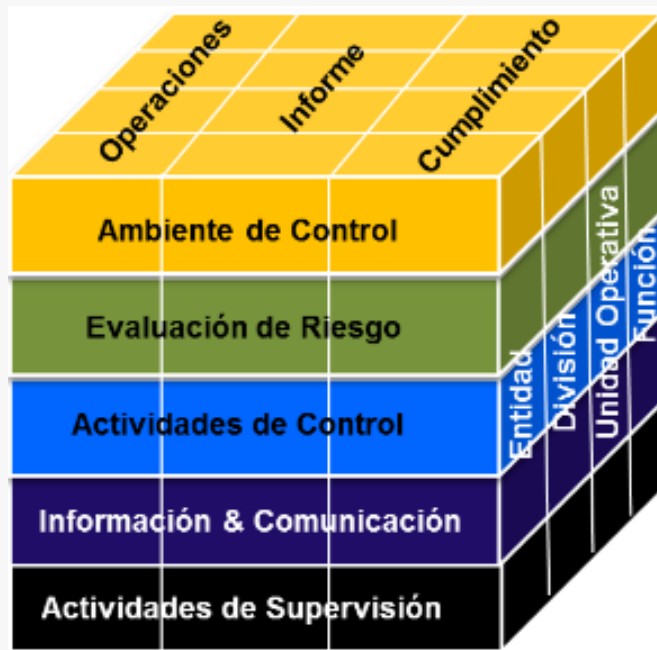 Operaciones
Informe
Cumplimiento
Ambiente de Control
Evaluación de Riesgo
Actividades de Control
Información & Comunicación
Actividades de Supervisión
Entidad
División
Unidad Operativa
Función